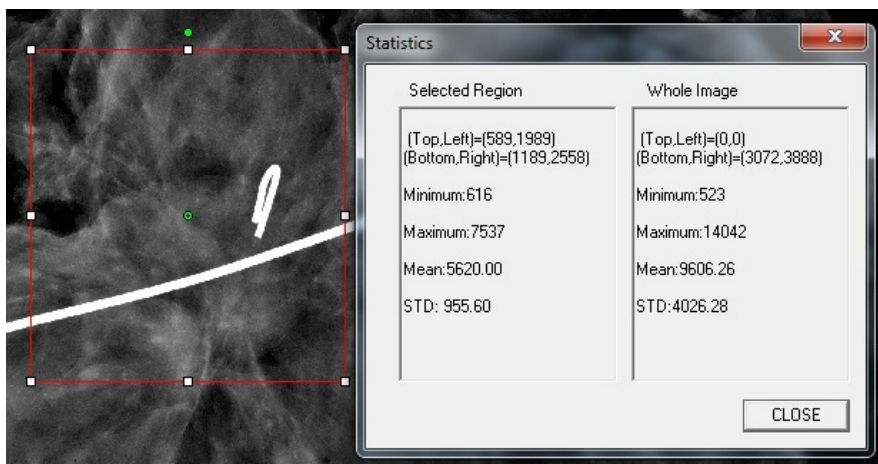 Statistics
Selected Region
(Top,Left)=(589,1989)
(Bottom,Right)=(1189,2558)
Minimum:616
Maximum:7537
Mean:5620.00
STD: 955.60
Whole Image
(Top,Left)=(0,0)
(Bottom,Right)=(3072,3888)
Minimum:523
Maximum:14042
Mean:9606.26
STD:4026.28
CLOSE